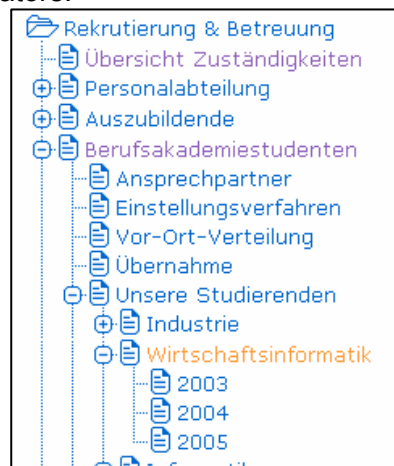 Rekrutierung & Betreuung
Übersicht Zuständigkeiten
Personalabteilung
Auszubildende
Berufsakademiestudenten
Ansprechpartner
Einstellungsverfahren
Vor-Ort-Verteilung
Übernahme
Unsere Studierenden
Industrie
Wirtschaftsinformatik
2003
2004
2005